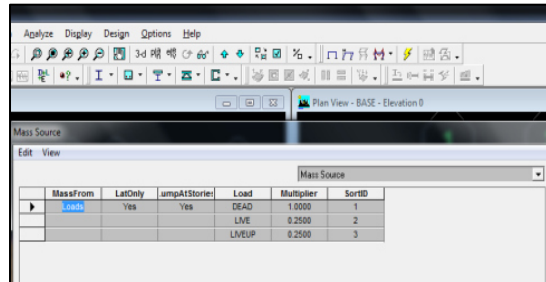 Analyze Display Design Options Help
3-d
Plan View - BASE - Elevation 0
Mass Source
Edit View
Mass Source
MassFrom LatOnly .umpAtStories Load Multiplier SortID
Loads Yes Yes DEAD 1.0000 1
LIVE 0.2500 2
LIVEUP 0.2500 3